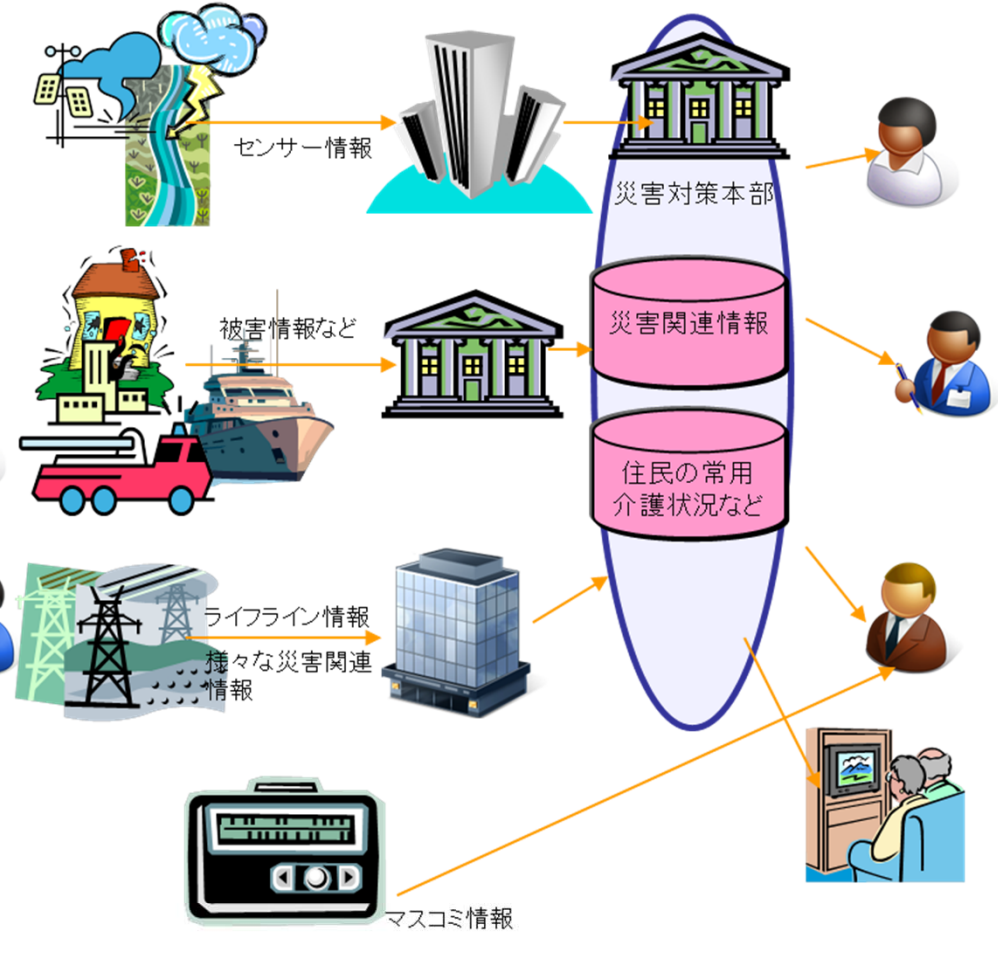 センサー情報
災害対策本部
被害情報など
災害関連情報
住民の常用
介護状況など
ライフライン情報
様々な災害関連
情報
マスコミ情報